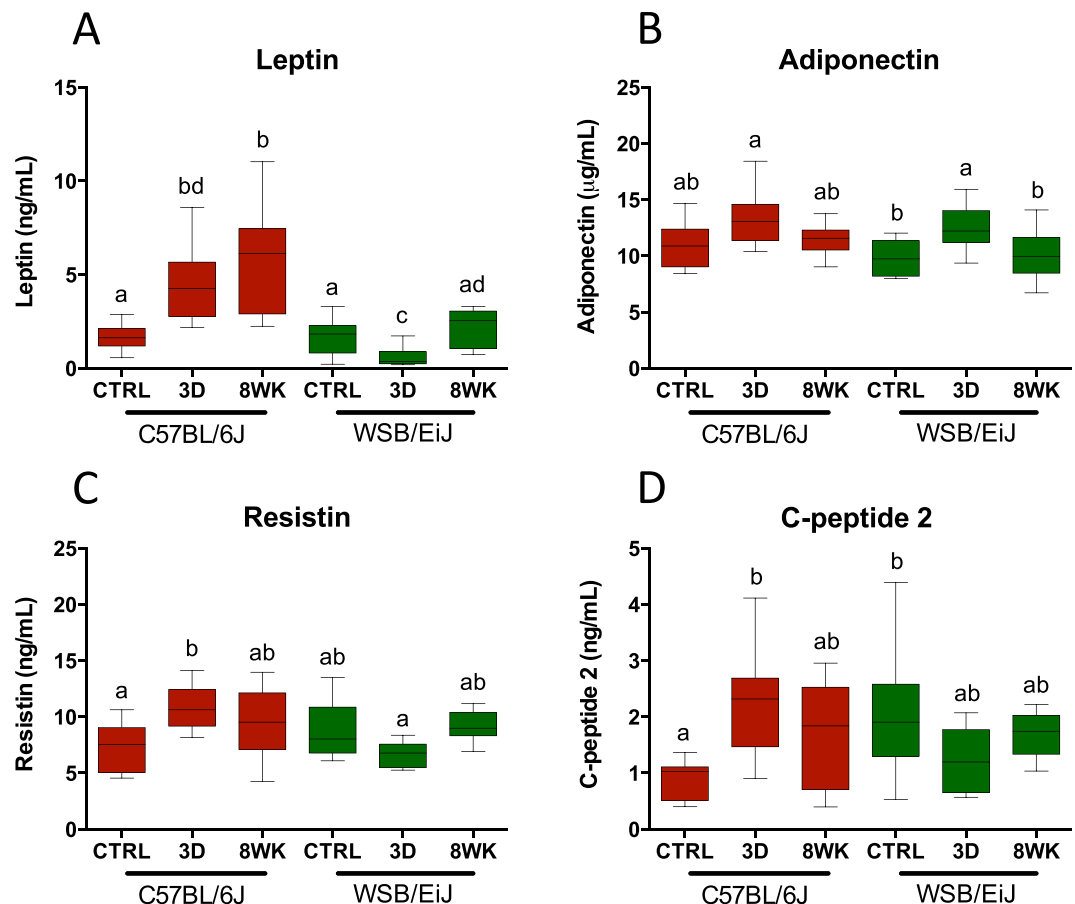 A
Leptin
15
10
5
0
Leptin (ng/mL)
a
bd
b
a
c
ad
CTRL 3D 8WK CTRL 3D 8WK
C57BL/6J WSB/EiJ
B
Adiponectin
25
20
15
10
5
0
Adiponectin (μg/mL)
ab
a
ab
b
a
b
CTRL 3D 8WK CTRL 3D 8WK
C57BL/6J WSB/EiJ
C
Resistin
25
20
15
10
5
0
Resistin (ng/mL)
a
b
ab
ab
a
ab
CTRL 3D 8WK CTRL 3D 8WK
C57BL/6J WSB/EiJ
D
C-peptide 2
5
4
3
2
1
0
C-peptide 2 (ng/mL)
a
b
ab
b
ab
ab
CTRL 3D 8WK CTRL 3D 8WK
C57BL/6J WSB/EiJ